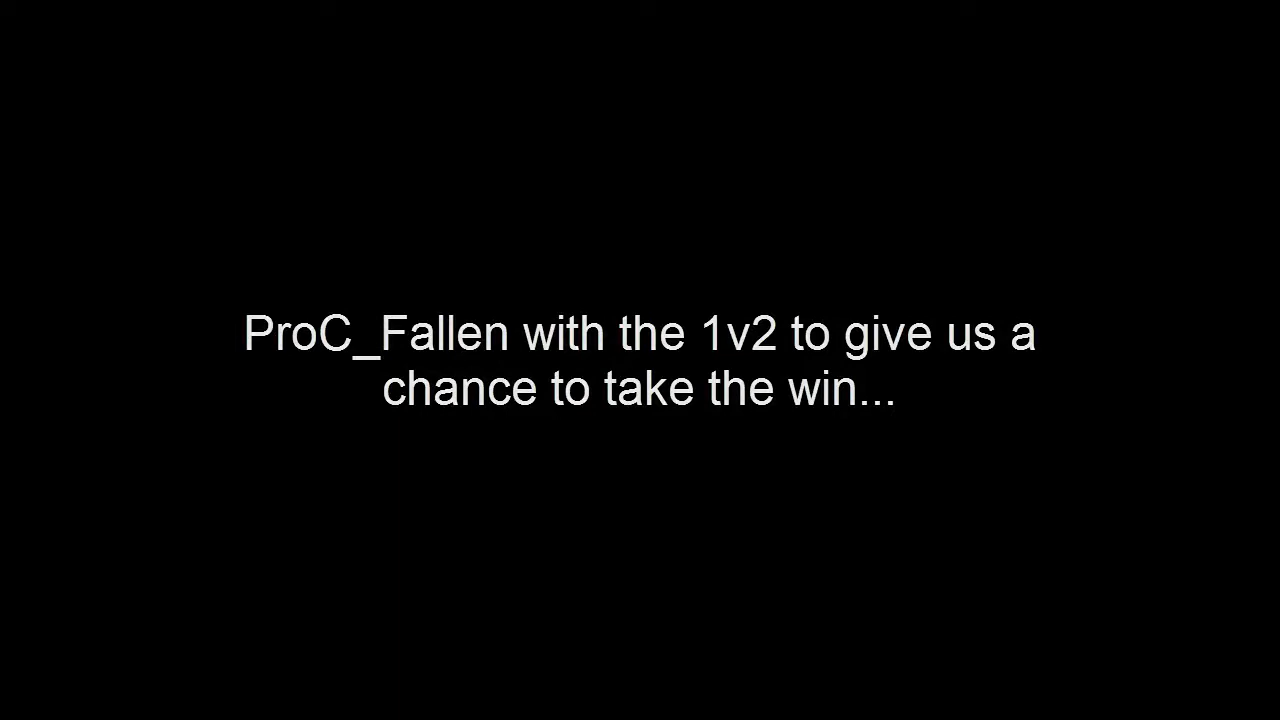 ProC_Fallen with the 1v2 to give us a
chance to take the win...